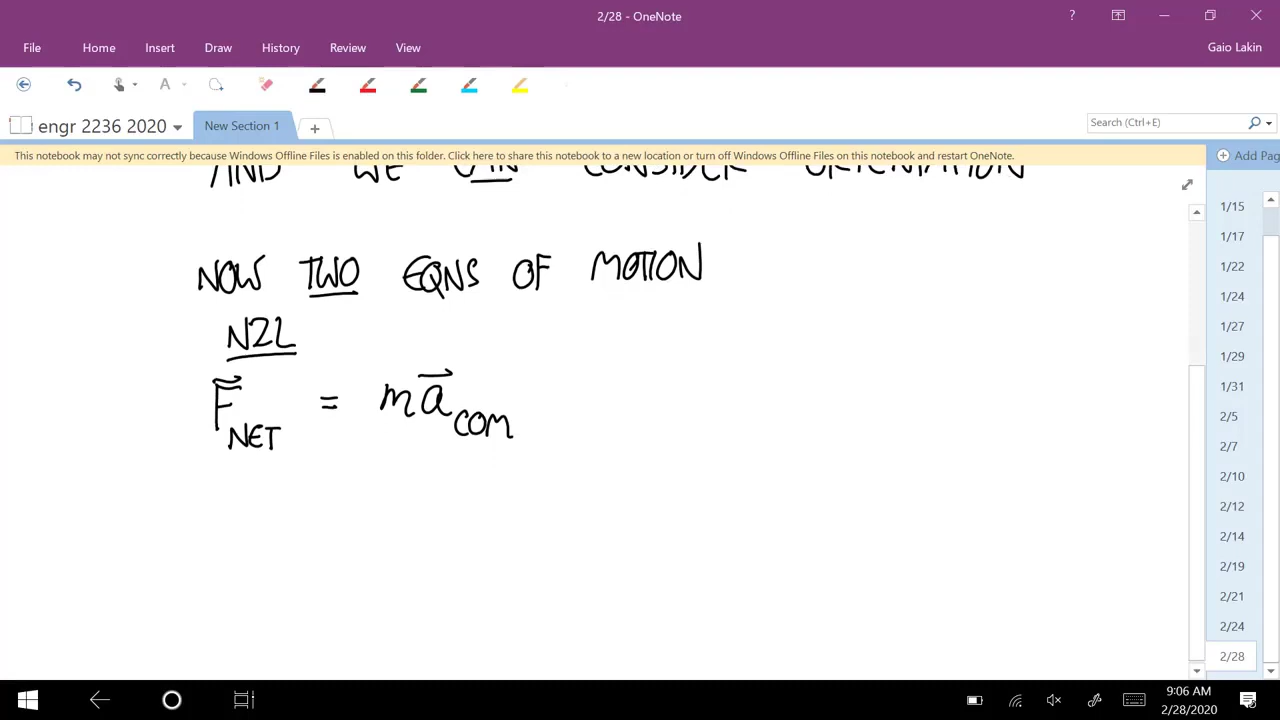 2/28 - OneNote
?
File Home Insert Draw History Review View
Gaio Lakin
A
engr 2236 2020
New Section 1
+
Search (Ctrl+E)
This notebook may not sync correctly because Windows Offline Files is enabled on this folder. Click here to share this notebook to a new location or turn off Windows Offline Files on this notebook and restart OneNote.
Add Pag
AND WE CAN CONSIDER ORIENTATION
NOW TWO EQNS OF MOTION
N2L
F⃗ NET = m a⃗ COM
1/15
1/17
1/22
1/24
1/27
1/29
1/31
2/5
2/7
2/10
2/12
2/14
2/19
2/21
2/24
2/28
9:06 AM
2/28/2020